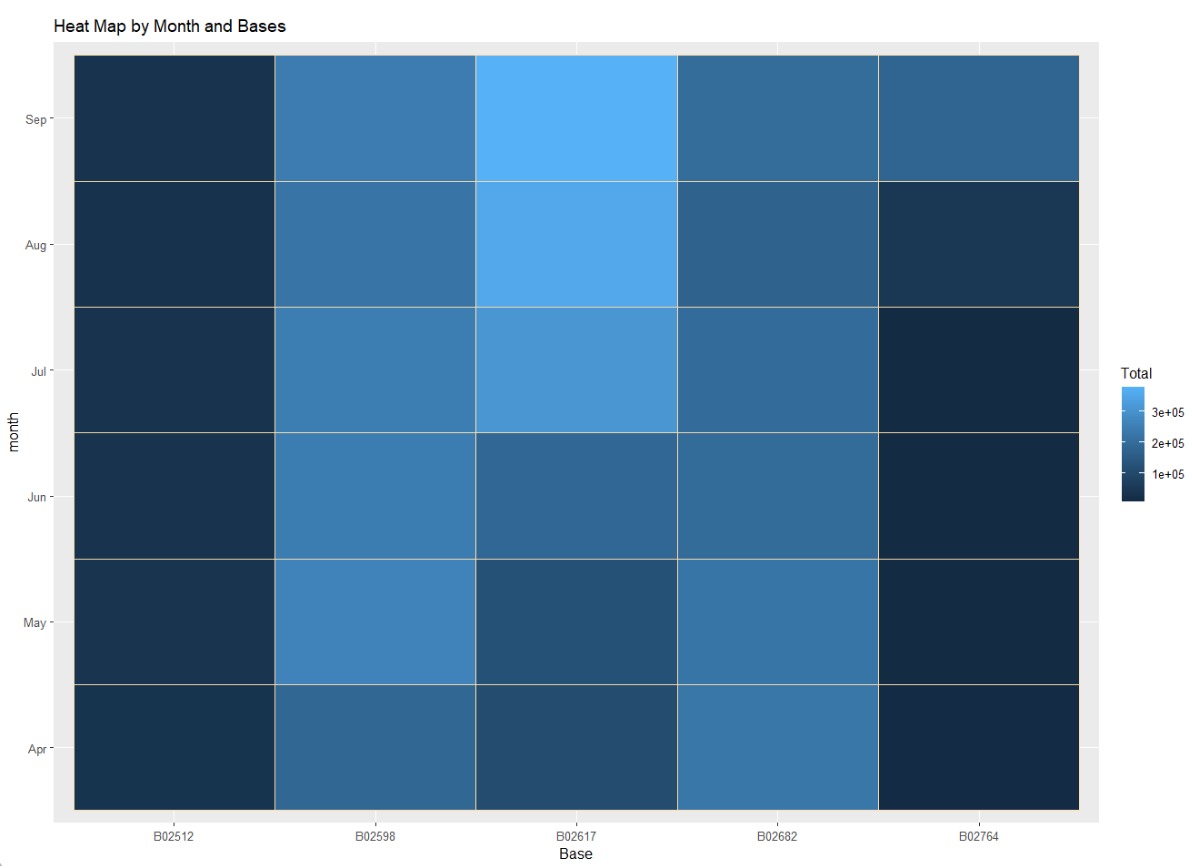 Heat Map by Month and Bases
month
Sep
Aug
Jul
Jun
May
Apr
B02512 B02598 B02617 B02682 B02764
Base
Total
3e+05
2e+05
1e+05